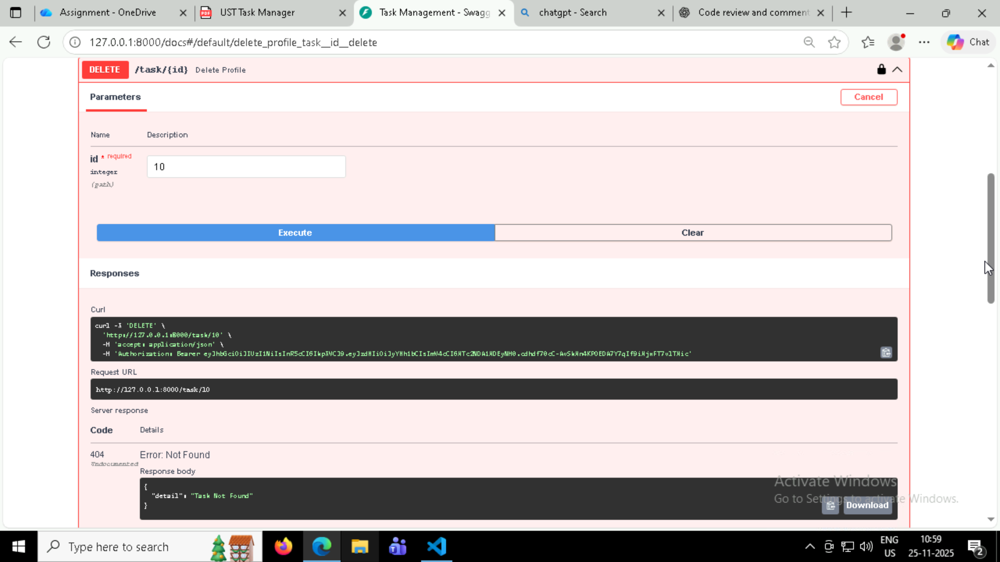 Assignment - OneDrive
UST Task Manager
Task Management - Swagg
chatgpt - Search
Code review and comment
127.0.0.1:8000/docs#/default/delete_profile_task__id__delete
Chat
DELETE /task/{id} Delete Profile
Parameters
Cancel
Name Description
id * required
integer
(path)
10
Execute
Clear
Responses
Curl
curl -X 'DELETE' \
'http://127.0.0.1:8000/task/10' \
-H 'accept: application/json' \
-H 'Authorization: Bearer
Request URL
http://127.0.0.1:8000/task/10
Server response
Code Details
404
Undocumented
Error: Not Found
Response body
{
"detail": "Task Not Found"
}
Download
Activate Windows
Go to Settings to activate Windows.
Type here to search
ENG
US
10:59
25-11-2025
2